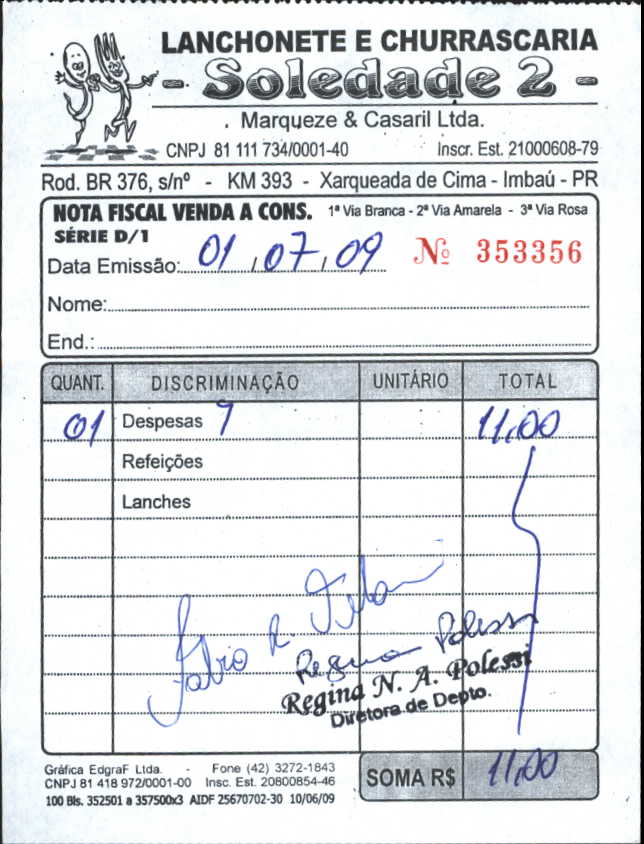 LANCHONETE E CHURRASCARIA
- Soledade 2 -
Marqueze & Casaril Ltda.
CNPJ 81 111 734/0001-40 Inscr. Est. 21000608-79
Rod. BR 376, s/nº - KM 393 - Xarqueada de Cima - Imbaú - PR
NOTA FISCAL VENDA A CONS. 1ª Via Branca - 2ª Via Amarela - 3ª Via Rosa
SÉRIE D/1
Data Emissão: 01, 07, 09 Nº 353356
Nome:
End.:
QUANT. DISCRIMINAÇÃO UNITÁRIO TOTAL
01 Despesas 11,00
Refeições
Lanches
Fabio R.
Regina Polessi
Regina N. A. Polessi
Diretora de Depto.
Gráfica EdgraF Ltda. - Fone (42) 3272-1843
CNPJ 81 418 972/0001-00 Insc. Est. 20800854-46
100 Bls. 352501 a 357500x3 AIDF 25670702-30 10/06/09
SOMA R$ 11,00